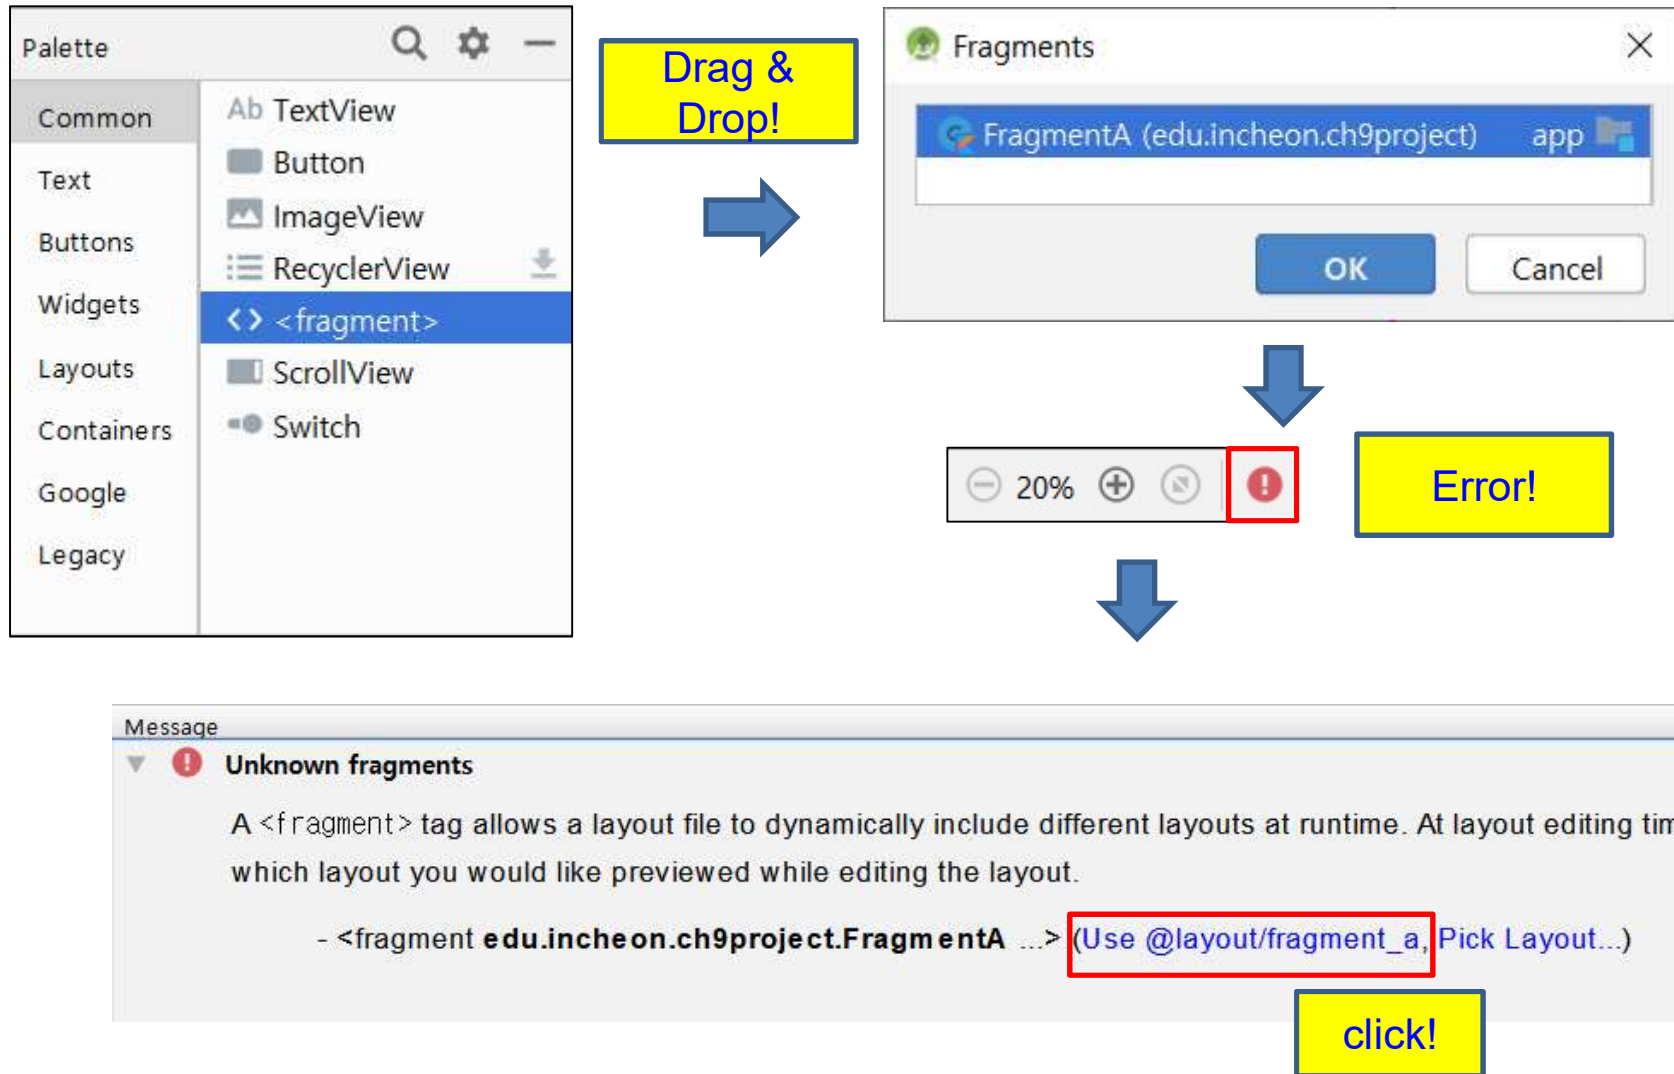 Palette
Common
Text
Buttons
Widgets
Layouts
Containers
Google
Legacy
Ab TextView
Button
ImageView
RecyclerView
<> <fragment>
ScrollView
Switch
Drag &
Drop!
Fragments
FragmentA (edu.incheon.ch9project) app
OK Cancel
20%
Error!
Message
Unknown fragments
A <fragment> tag allows a layout file to dynamically include different layouts at runtime. At layout editing tim
which layout you would like previewed while editing the layout.
- <fragment edu.incheon.ch9project.FragmentA ...> (Use @layout/fragment_a, Pick Layout...)
click!